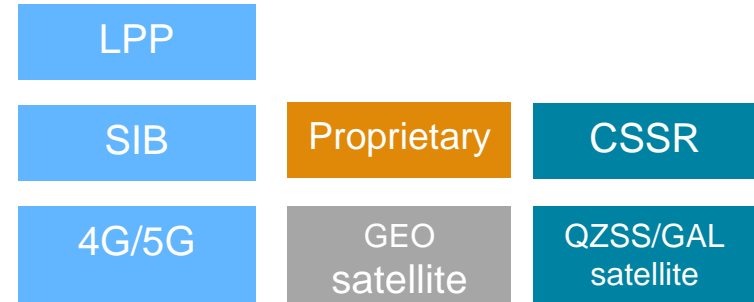 LPP
SIB
Proprietary
CSSR
4G/5G
GEO
satellite
QZSS/GAL
satellite